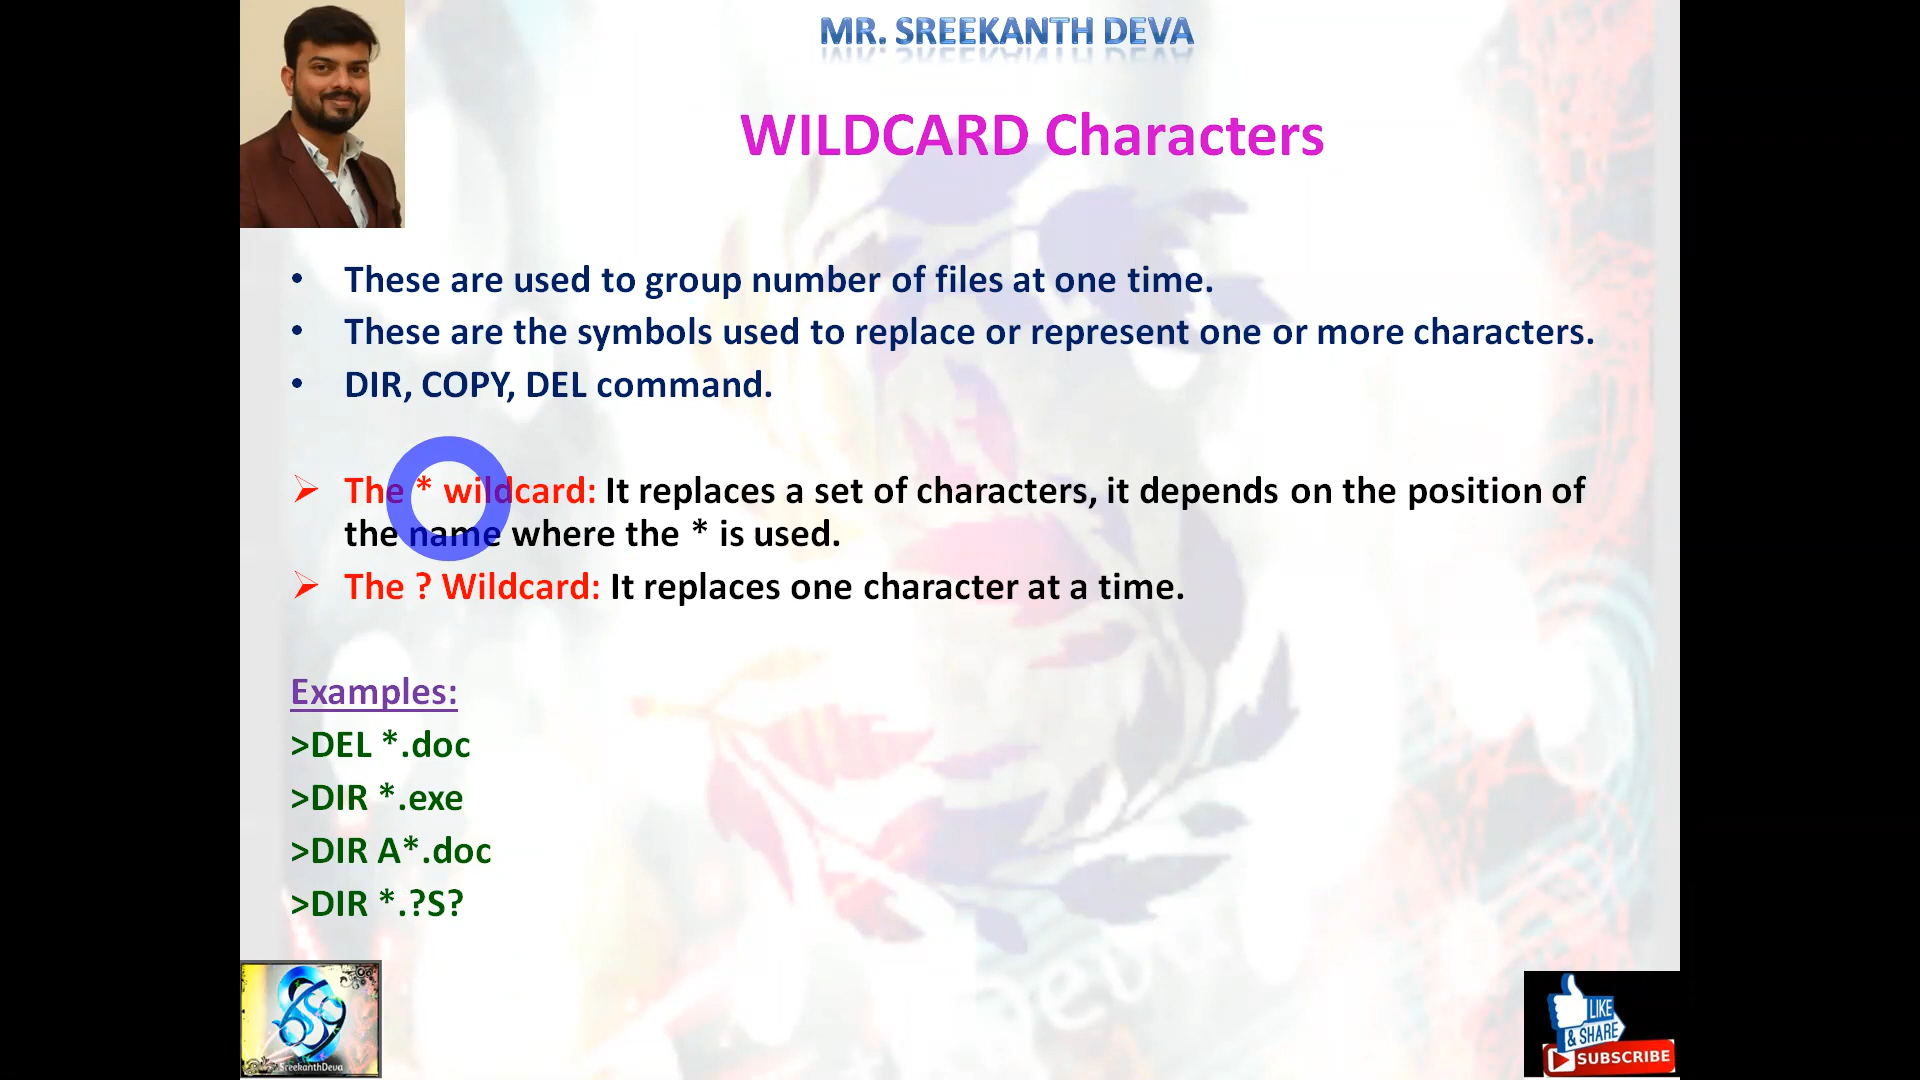 MR. SREEKANTH DEVA
WILDCARD Characters
• These are used to group number of files at one time.
• These are the symbols used to replace or represent one or more characters.
• DIR, COPY, DEL command.
The * wildcard: It replaces a set of characters, it depends on the position of
the name where the * is used.
The ? Wildcard: It replaces one character at a time.
Examples:
>DEL *.doc
>DIR *.exe
>DIR A*.doc
>DIR *.?S?
SreekanthDeva
LIKE
& SHARE
SUBSCRIBE